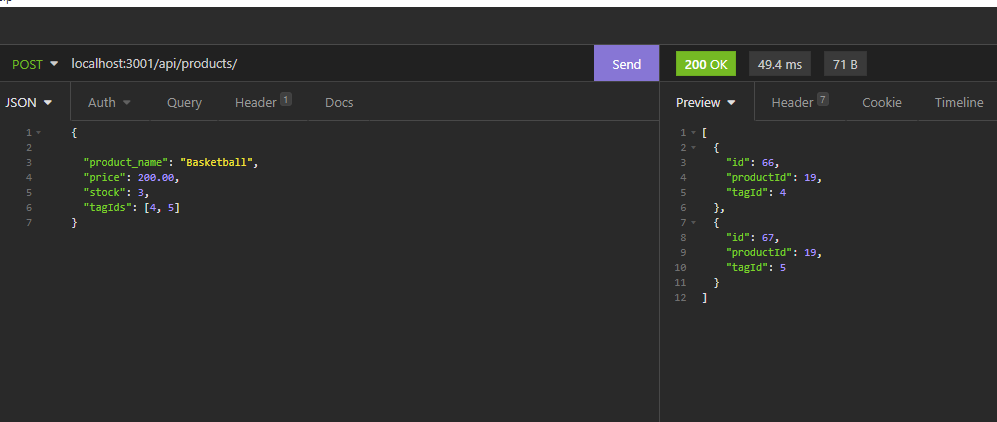 POST localhost:3001/api/products/ Send 200 OK 49.4 ms 71 B
JSON Auth Query Header 1 Docs Preview Header 7 Cookie Timeline
1 {
2
3 "product_name": "Basketball",
4 "price": 200.00,
5 "stock": 3,
6 "tagIds": [4, 5]
7 }
1 [
2 {
3 "id": 66,
4 "productId": 19,
5 "tagId": 4
6 },
7 {
8 "id": 67,
9 "productId": 19,
10 "tagId": 5
11 }
12 ]